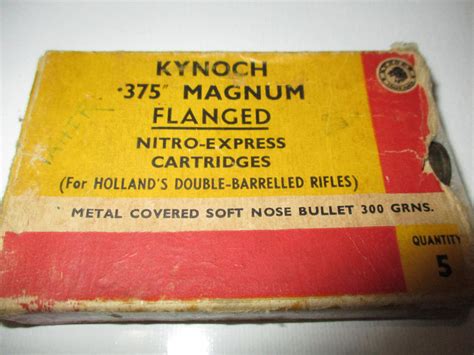 KYNOCH
·375" MAGNUM
FLANGED
NITRO-EXPRESS
CARTRIDGES
(For HOLLAND'S DOUBLE-BARRELLED RIFLES)
METAL COVERED SOFT NOSE BULLET 300 GRNS.
QUANTITY
5